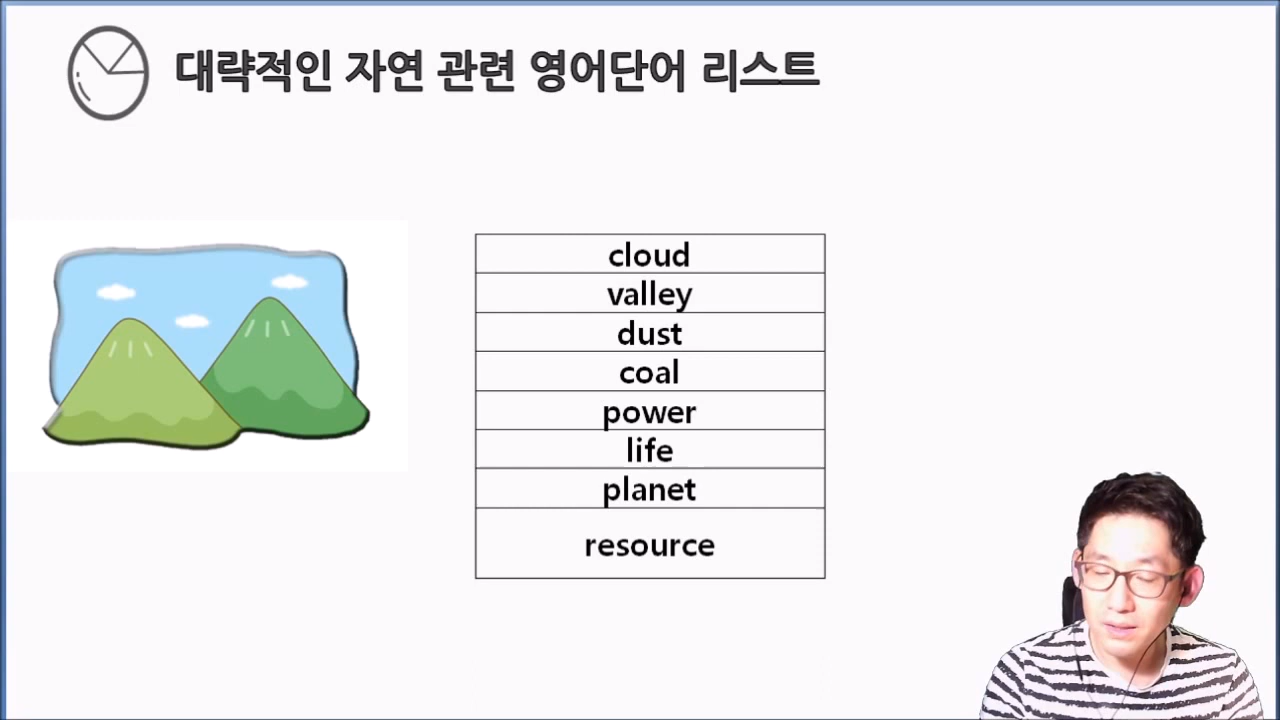 대략적인 자연 관련 영어단어 리스트
cloud
valley
dust
coal
power
life
planet
resource